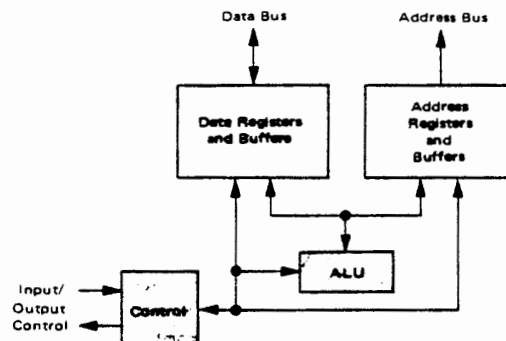 Data Bus
Address Bus
Data Registers
and Buffers
Address
Registers
and
Buffers
ALU
Input/
Output
Control
Control